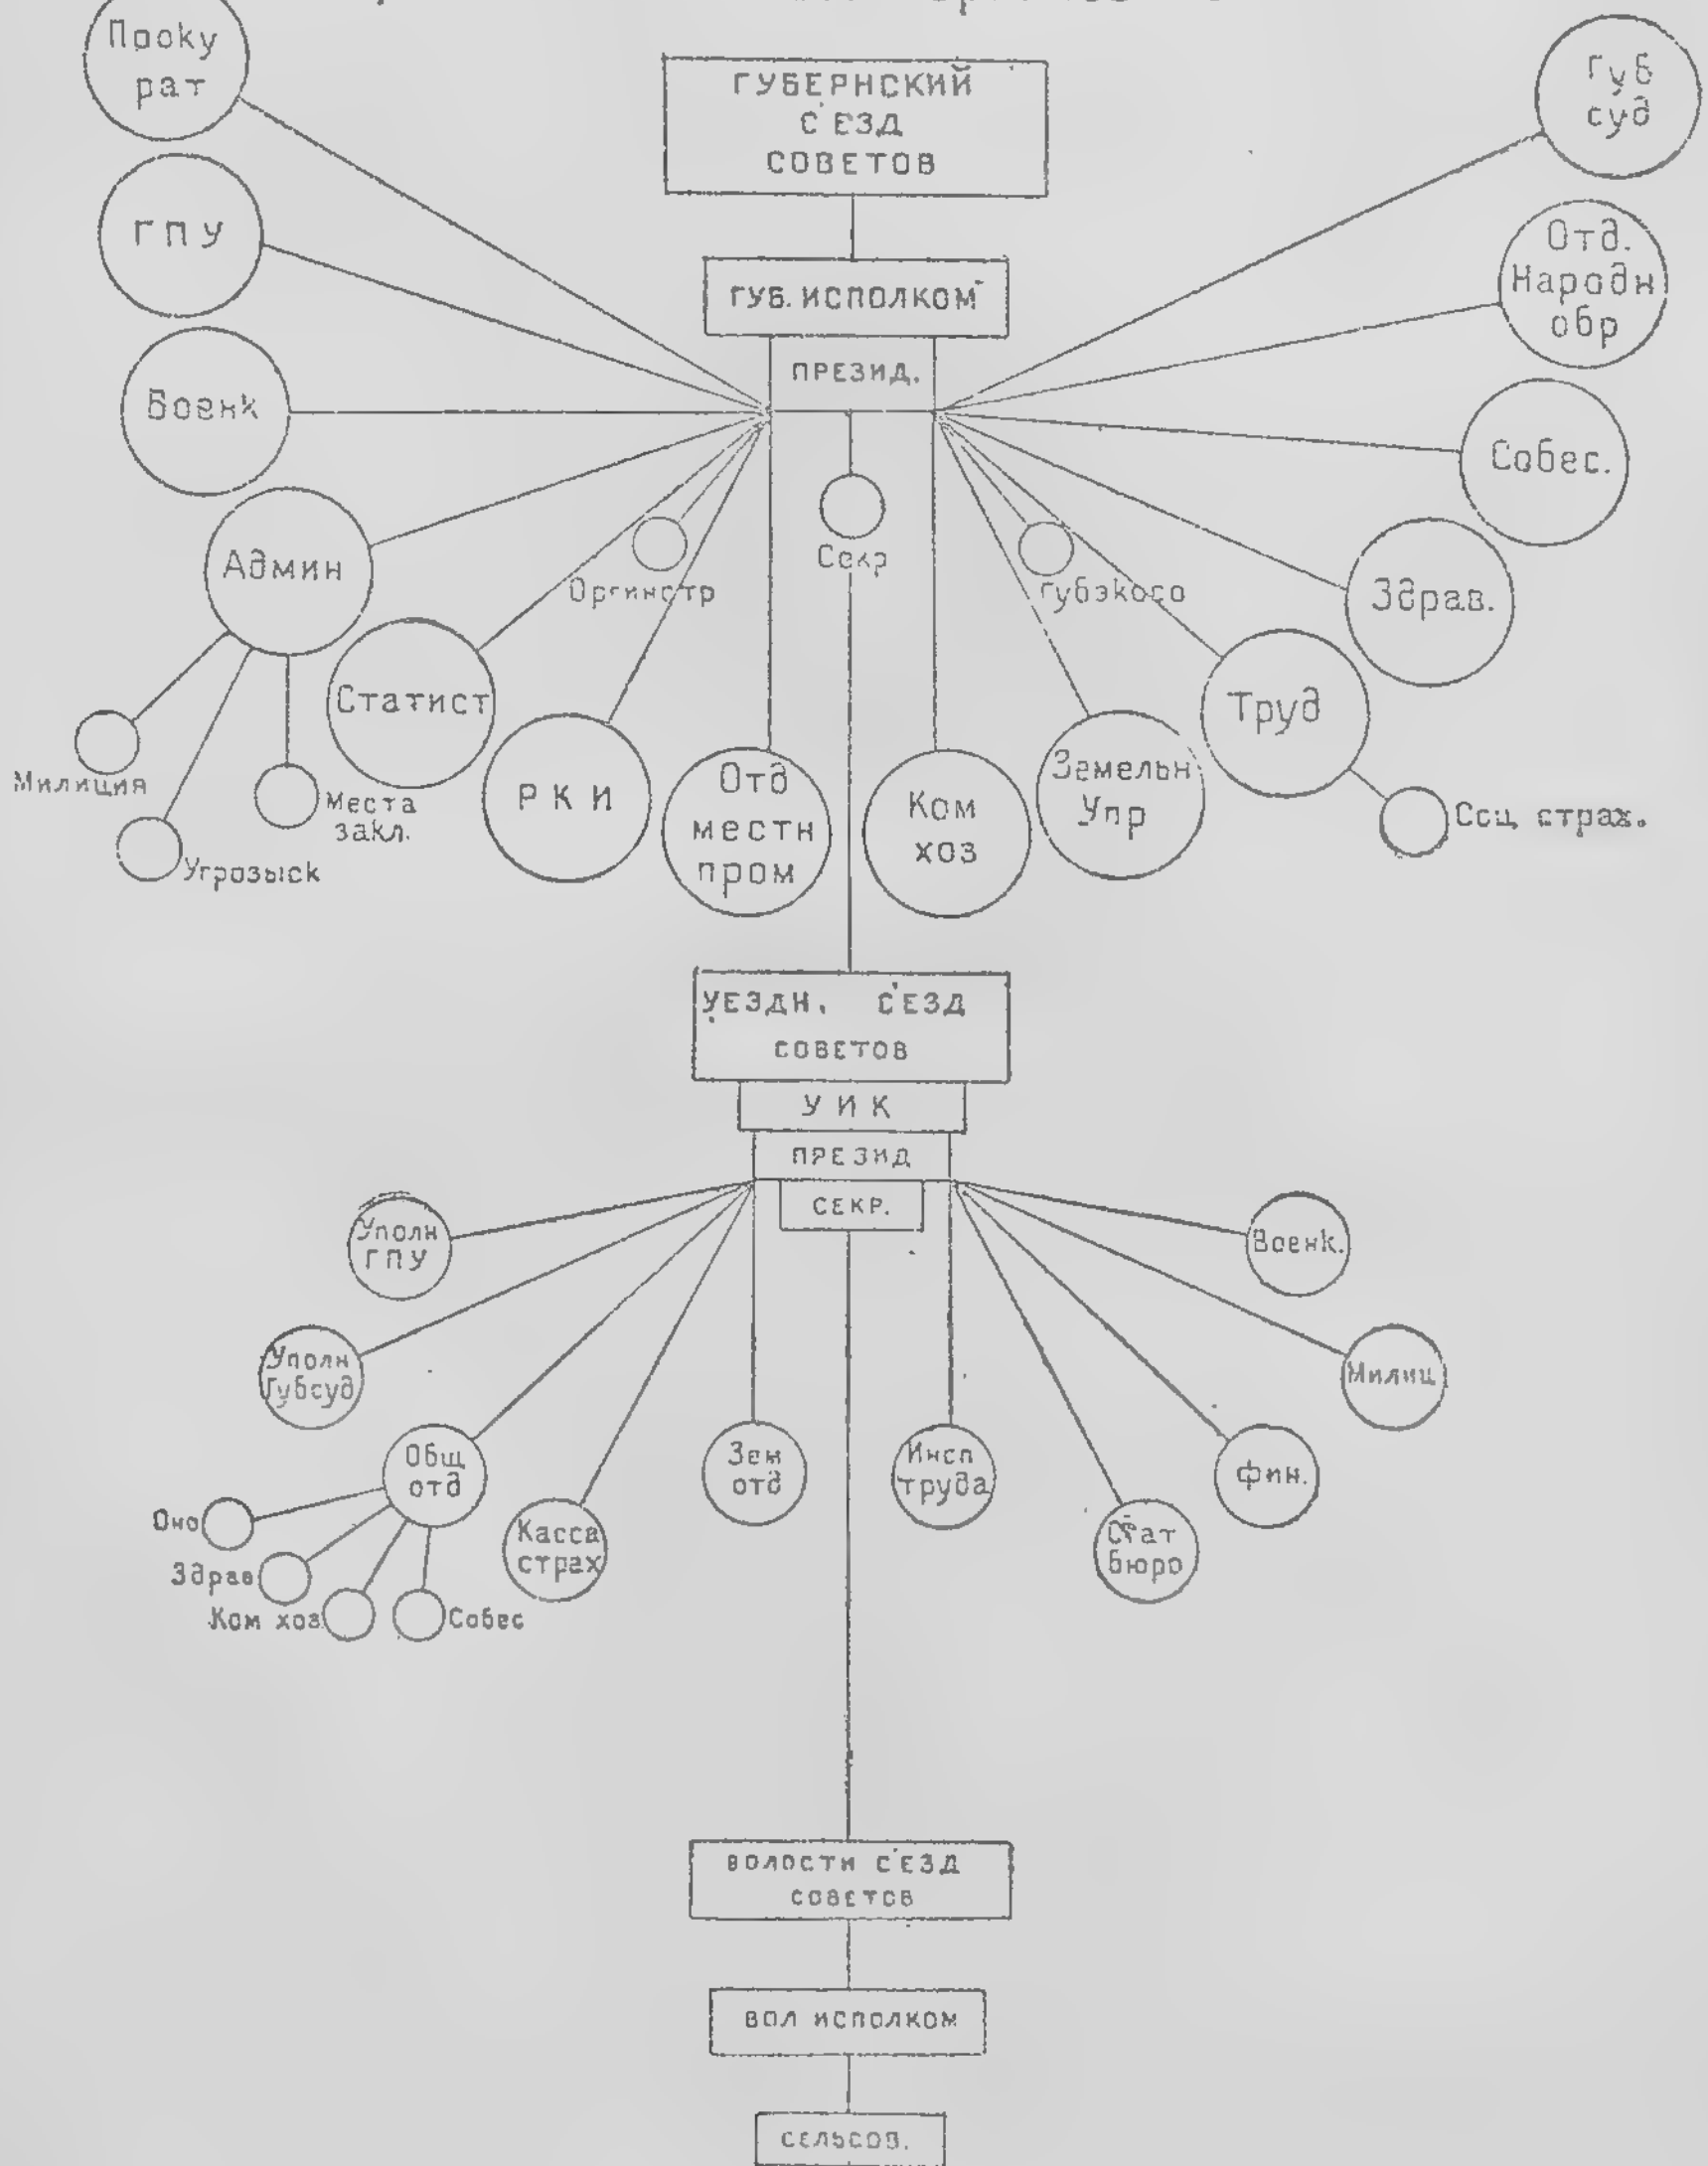 Проку
рат
ГУБЕРНСКИЙ
С'ЕЗД
СОВЕТОВ
Губ
суд
ГПУ
Отд.
Народн
обр
ГУБ. ИСПОЛКОМ
ПРЕЗИД.
Военк
Собес.
Админ
Секр
Оргинстр
Губэкосо
Здрав.
Статист
Труд
Милиция
Места
закл.
Угрозыск
РКИ
Отд
местн
пром
Ком
хоз
Земельн
Упр
Соц страх.
УЕЗДН. С'ЕЗД
СОВЕТОВ
УИК
ПРЕЗИД
СЕКР.
Уполн
ГПУ
Военк.
Уполн
Губсуд
Милиц
Общ
отд
Зем
отд
Инсп
труда
фин.
Оно
Здрав
Ком хоз
Собес
Касса
страх
Стат
бюро
ВОЛОСТИ С'ЕЗД
СОВЕТОВ
ВОЛ ИСПОЛКОМ
СЕЛЬСОВ.